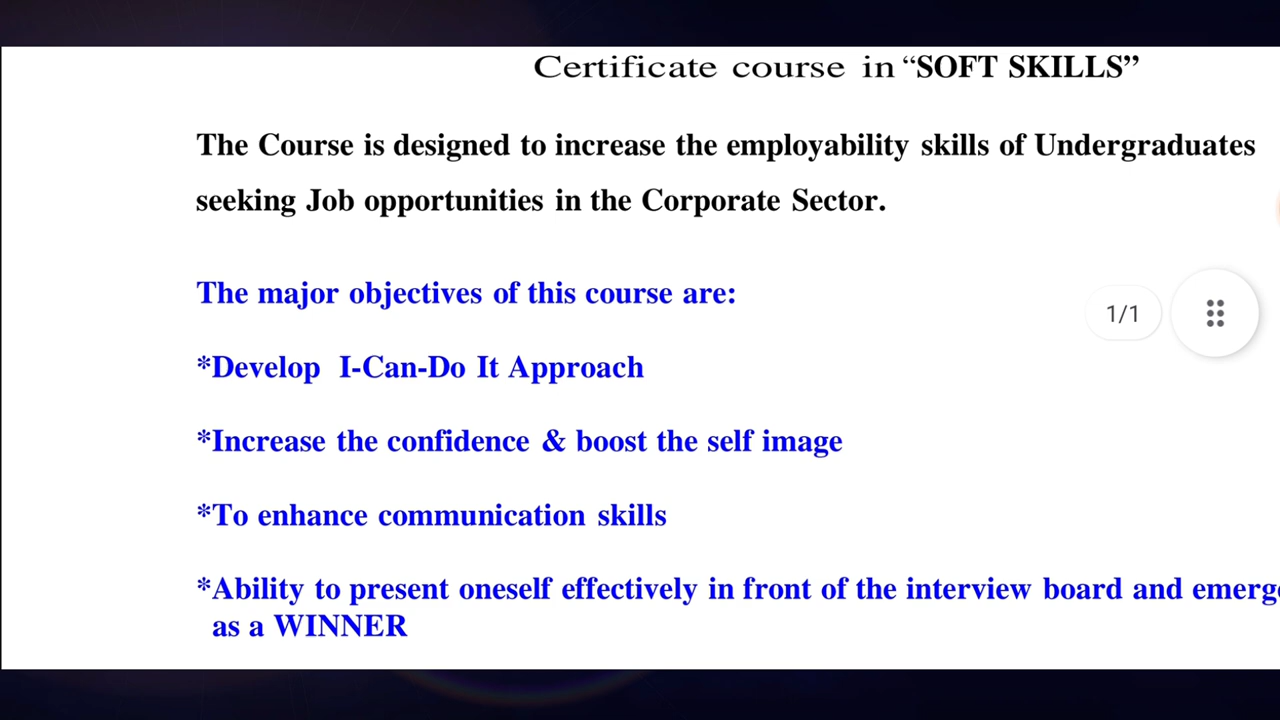 Certificate course in “SOFT SKILLS”
The Course is designed to increase the employability skills of Undergraduates
seeking Job opportunities in the Corporate Sector.
The major objectives of this course are:
1/1
*Develop I-Can-Do It Approach
*Increase the confidence & boost the self image
*To enhance communication skills
*Ability to present oneself effectively in front of the interview board and emerge
as a WINNER